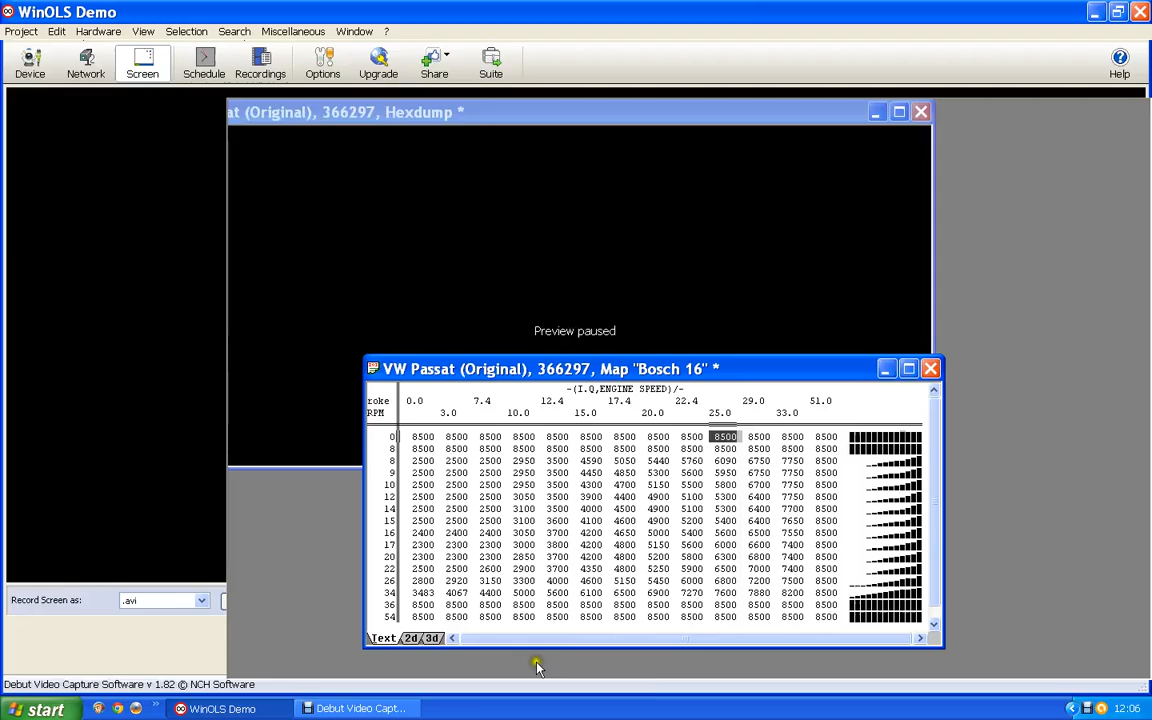 WinOLS Demo
Project Edit Hardware View Selection Search Miscellaneous Window ?
Device Network Screen Schedule Recordings Options Upgrade Share Suite Help
at (Original), 366297, Hexdump *
Preview paused
VW Passat (Original), 366297, Map "Bosch 16" *
-(I.Q,ENGINE SPEED)/-
roke 0.0 7.4 12.4 17.4 22.4 29.0 51.0
RPM 3.0 10.0 15.0 20.0 25.0 33.0
0 8500 8500 8500 8500 8500 8500 8500 8500 8500 8500 8500 8500 8500
8 8500 8500 8500 8500 8500 8500 8500 8500 8500 8500 8500 8500 8500
8 2500 2500 2500 2950 3500 4590 5050 5440 5760 6090 6750 7750 8500
9 2500 2500 2500 2950 3500 4450 4850 5300 5600 5950 6750 7750 8500
10 2500 2500 2500 2950 3500 4300 4700 5150 5500 5800 6700 7750 8500
12 2500 2500 2500 3050 3500 3900 4400 4900 5100 5300 6400 7750 8500
14 2500 2500 2500 3100 3500 4000 4500 4900 5100 5300 6400 7700 8500
15 2500 2500 2500 3100 3600 4100 4600 4900 5200 5400 6400 7650 8500
16 2400 2400 2400 3050 3700 4200 4650 5000 5400 5600 6500 7550 8500
17 2300 2300 2300 3000 3800 4200 4800 5150 5600 6000 6600 7400 8500
20 2300 2300 2300 2850 3700 4200 4800 5200 5800 6300 6700 7400 8500
22 2500 2500 2600 2900 3700 4350 4800 5250 5900 6500 7000 7400 8500
26 2800 2920 3150 3300 4000 4600 5150 5450 6000 6800 7200 7500 8500
34 3483 4067 4400 5000 5600 6100 6500 6900 7270 7600 7880 8200 8500
36 8500 8500 8500 8500 8500 8500 8500 8500 8500 8500 8500 8500 8500
54 8500 8500 8500 8500 8500 8500 8500 8500 8500 8500 8500 8500 8500
Text 2d 3d
Record Screen as: .avi
Debut Video Capture Software v 1.82 © NCH Software
start WinOLS Demo Debut Video Capt... 12:06